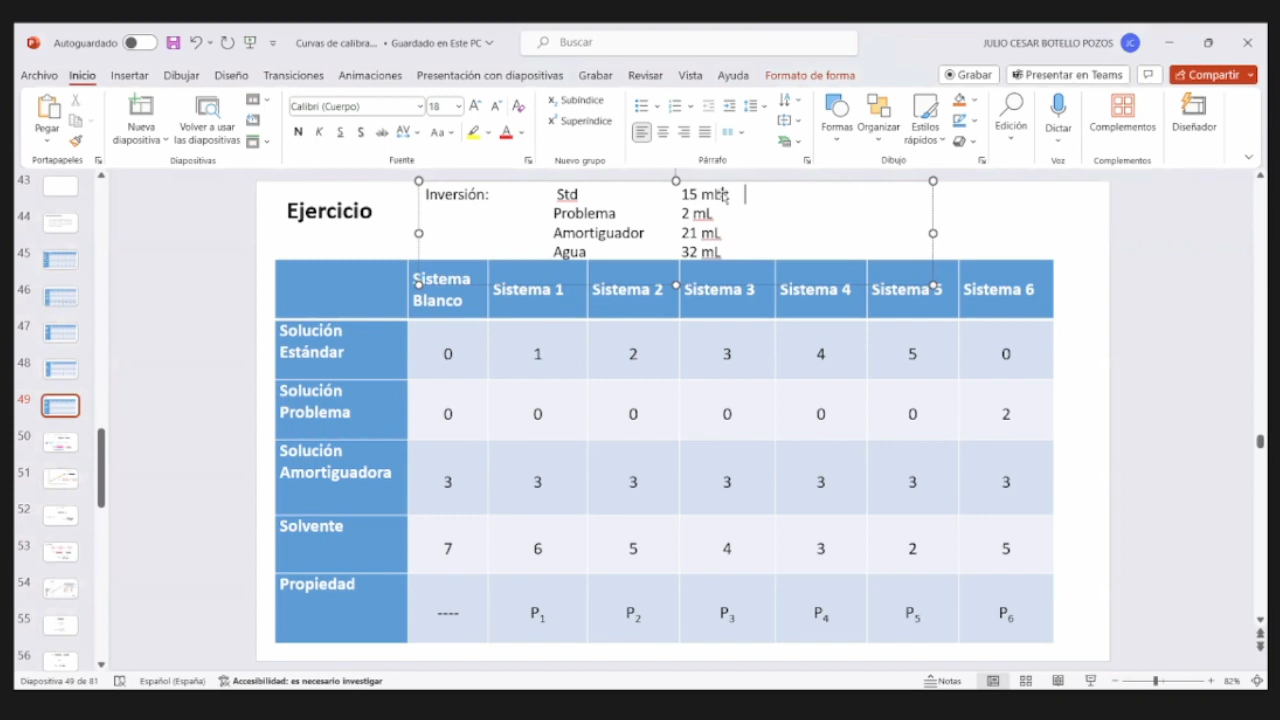 Autoguardado
Curvas de calibra... • Guardado en Este PC
Buscar
JULIO CESAR BOTELLO POZOS
JC
Archivo Inicio Insertar Dibujar Diseño Transiciones Animaciones Presentación con diapositivas Grabar Revisar Vista Ayuda Formato de forma
Grabar
Presentar en Teams
Compartir
Pegar
Nueva diapositiva
Volver a usar las diapositivas
Calibri (Cuerpo) 18
N K S S ab AV Aa A
Subíndice
Superíndice
Formas Organizar Estilos rápidos
Edición
Dictar
Complementos
Diseñador
Portapapeles Diapositivas Fuente Nuevo grupo Párrafo Dibujo Voz Complementos
43
44
45
46
47
48
49
50
51
52
53
54
55
56
Ejercicio
Inversión: Std 15 mL
Problema 2 mL
Amortiguador 21 mL
Agua 32 mL
Sistema Blanco Sistema 1 Sistema 2 Sistema 3 Sistema 4 Sistema 5 Sistema 6
Solución Estándar 0 1 2 3 4 5 0
Solución Problema 0 0 0 0 0 0 2
Solución Amortiguadora 3 3 3 3 3 3 3
Solvente 7 6 5 4 3 2 5
Propiedad ---- P1 P2 P3 P4 P5 P6
Diapositiva 49 de 81
Español (España)
Accesibilidad: es necesario investigar
Notas
82%